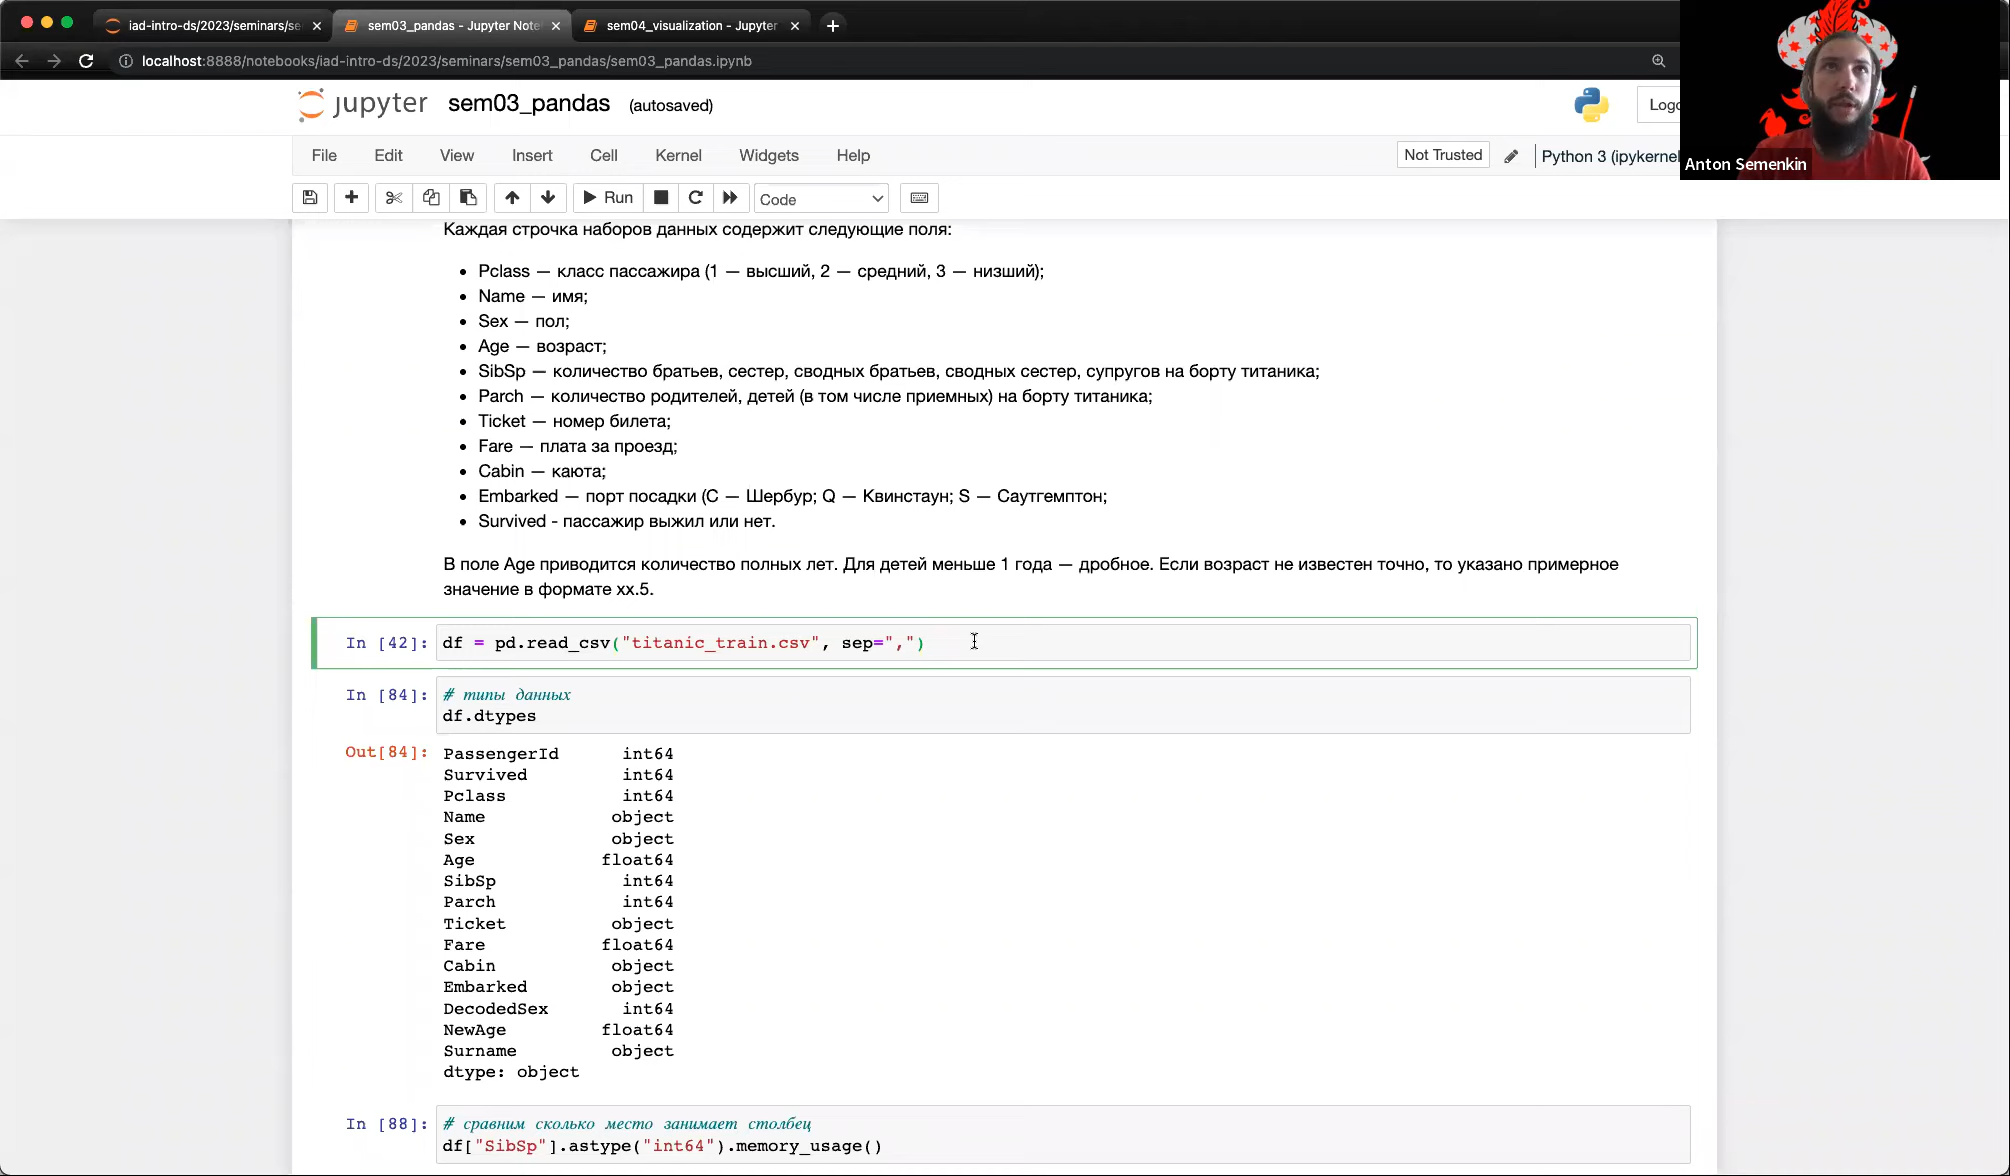 iad-intro-ds/2023/seminars/se
sem03_pandas - Jupyter Note
sem04_visualization - Jupyter
localhost:8888/notebooks/iad-intro-ds/2023/seminars/sem03_pandas/sem03_pandas.ipynb
jupyter sem03_pandas (autosaved)
Logo
Anton Semenkin
File Edit View Insert Cell Kernel Widgets Help
Not Trusted
Python 3 (ipykernel
Run
Code
Каждая строчка наборов данных содержит следующие поля:
• Pclass — класс пассажира (1 — высший, 2 — средний, 3 — низший);
• Name — имя;
• Sex — пол;
• Age — возраст;
• SibSp — количество братьев, сестер, сводных братьев, сводных сестер, супругов на борту титаника;
• Parch — количество родителей, детей (в том числе приемных) на борту титаника;
• Ticket — номер билета;
• Fare — плата за проезд;
• Cabin — каюта;
• Embarked — порт посадки (C — Шербур; Q — Квинстаун; S — Саутгемптон;
• Survived - пассажир выжил или нет.
В поле Age приводится количество полных лет. Для детей меньше 1 года — дробное. Если возраст не известен точно, то указано примерное
значение в формате xx.5.
In [42]: df = pd.read_csv("titanic_train.csv", sep=",")
In [84]: # типы данных
df.dtypes
Out[84]: PassengerId int64
Survived int64
Pclass int64
Name object
Sex object
Age float64
SibSp int64
Parch int64
Ticket object
Fare float64
Cabin object
Embarked object
DecodedSex int64
NewAge float64
Surname object
dtype: object
In [88]: # сравним сколько место занимает столбец
df["SibSp"].astype("int64").memory_usage()